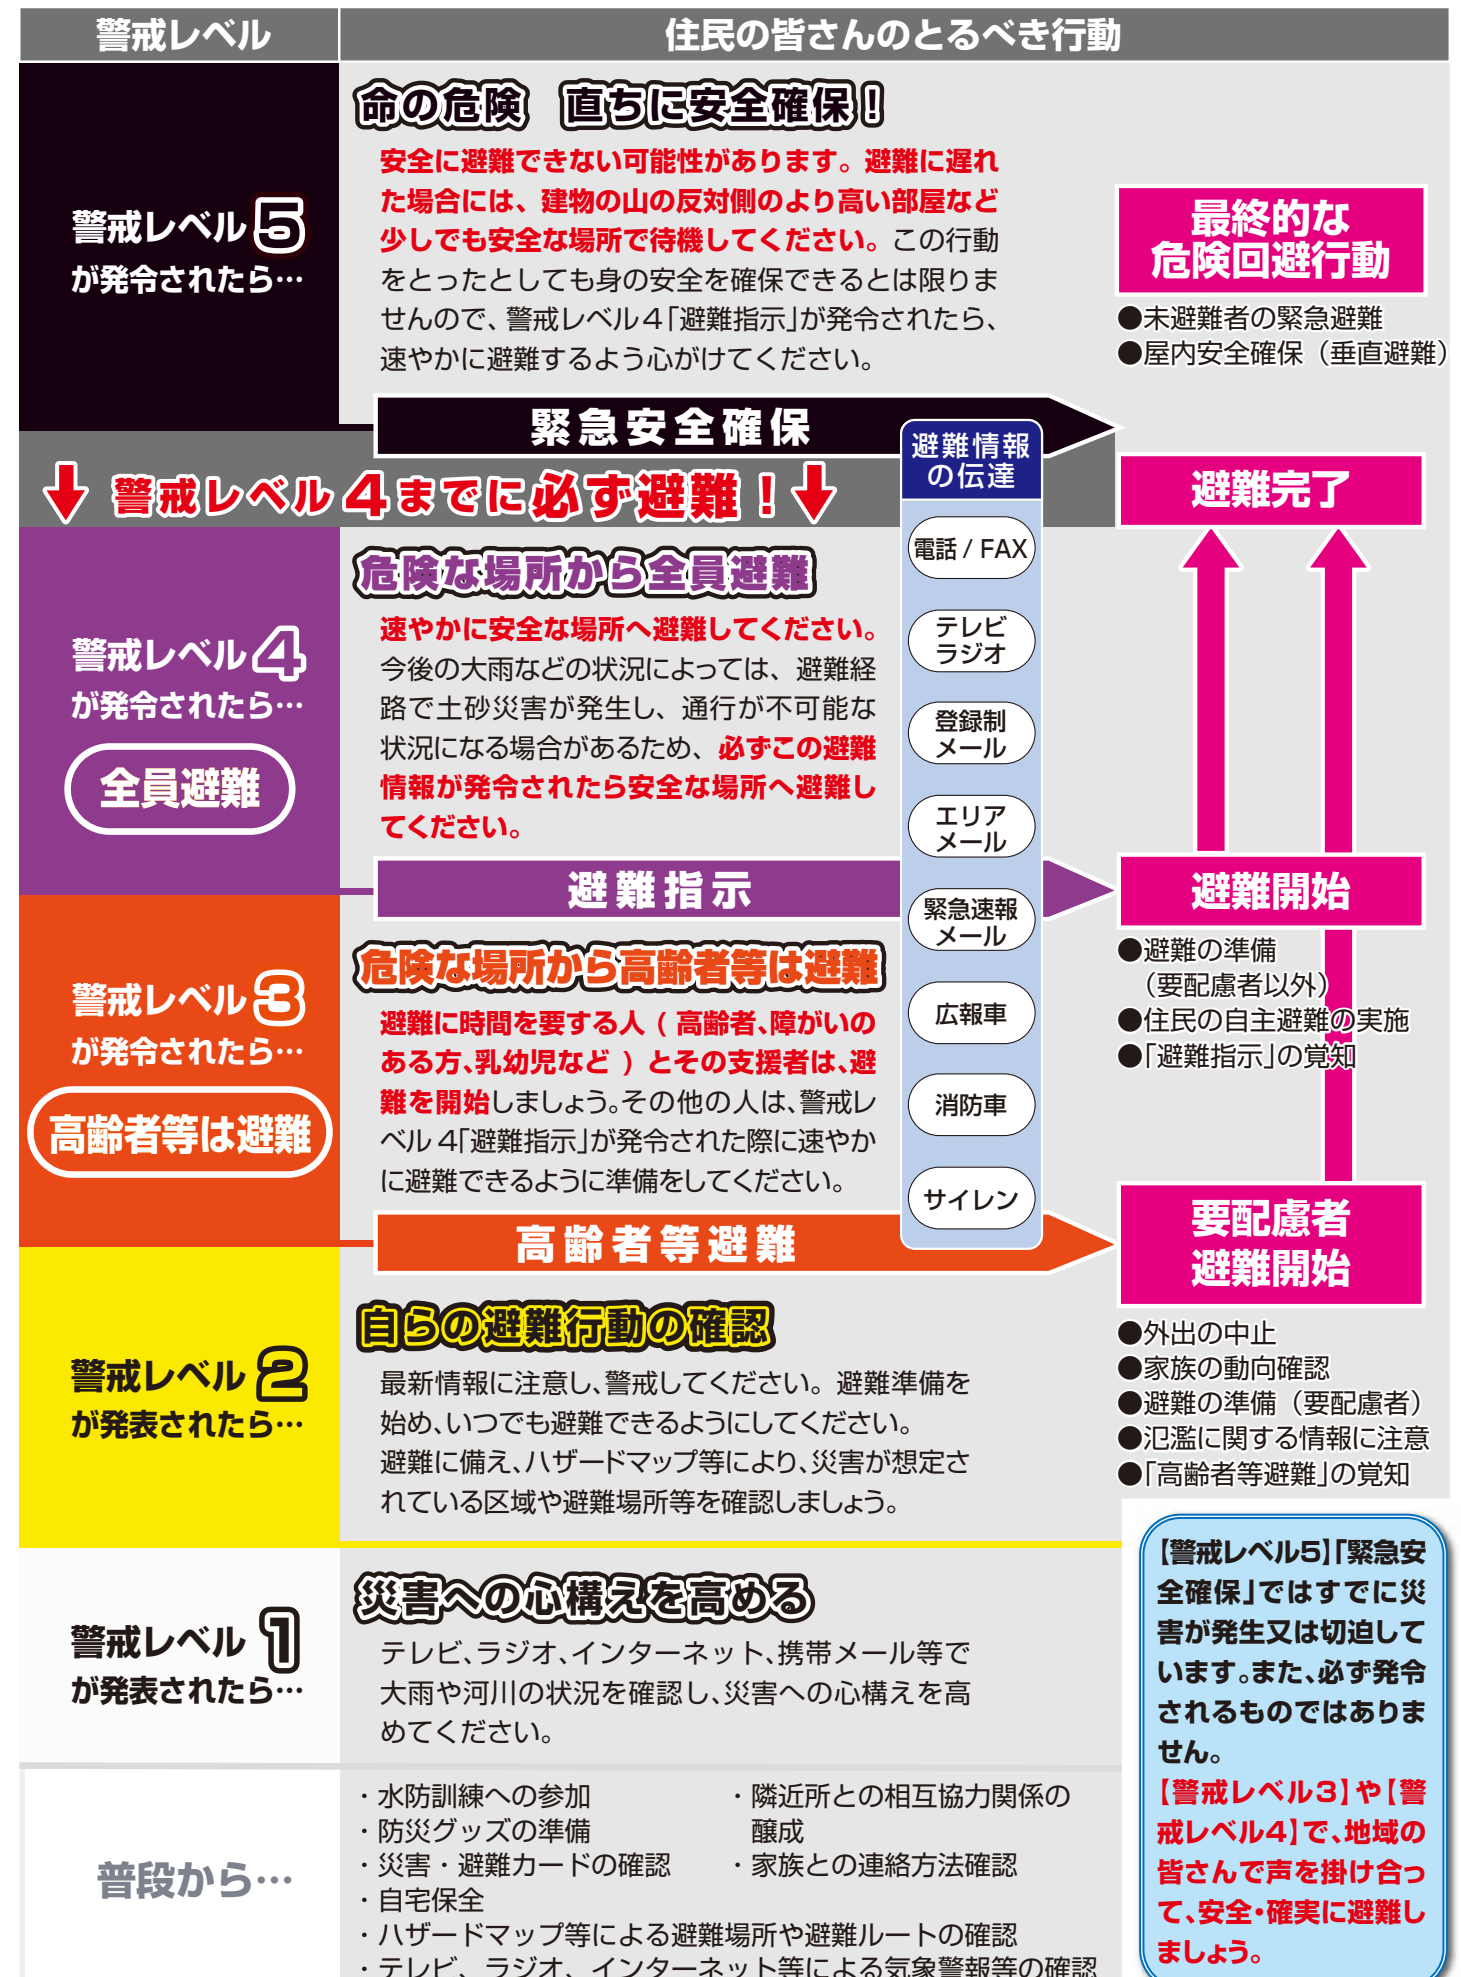 警戒レベル
住民の皆さんのとるべき行動
警戒レベル5
が発令されたら…
命の危険　直ちに安全確保！
安全に避難できない可能性があります。避難に遅れ
た場合には、建物の山の反対側のより高い部屋など
少しでも安全な場所で待機してください。この行動
をとったとしても身の安全を確保できるとは限りま
せんので、警戒レベル４「避難指示」が発令されたら、
速やかに避難するよう心がけてください。
緊急安全確保
最終的な
危険回避行動
●未避難者の緊急避難
●屋内安全確保（垂直避難）
警戒レベル4までに必ず避難！
避難情報
の伝達
電話 / FAX
テレビ
ラジオ
登録制
メール
エリア
メール
緊急速報
メール
広報車
消防車
サイレン
避難完了
警戒レベル4
が発令されたら…
全員避難
危険な場所から全員避難
速やかに安全な場所へ避難してください。
今後の大雨などの状況によっては、避難経
路で土砂災害が発生し、通行が不可能な
状況になる場合があるため、必ずこの避難
情報が発令されたら安全な場所へ避難し
てください。
避難指示
避難開始
●避難の準備
（要配慮者以外）
●住民の自主避難の実施
●「避難指示」の覚知
警戒レベル3
が発令されたら…
高齢者等は避難
危険な場所から高齢者等は避難
避難に時間を要する人（高齢者、障がいの
ある方、乳幼児など）とその支援者は、避
難を開始しましょう。その他の人は、警戒レ
ベル４「避難指示」が発令された際に速やか
に避難できるように準備をしてください。
高齢者等避難
要配慮者
避難開始
●外出の中止
●家族の動向確認
●避難の準備（要配慮者）
●氾濫に関する情報に注意
●「高齢者等避難」の覚知
警戒レベル2
が発表されたら…
自らの避難行動の確認
最新情報に注意し、警戒してください。避難準備を
始め、いつでも避難できるようにしてください。
避難に備え、ハザードマップ等により、災害が想定さ
れている区域や避難場所等を確認しましょう。
警戒レベル1
が発表されたら…
災害への心構えを高める
テレビ、ラジオ、インターネット、携帯メール等で
大雨や河川の状況を確認し、災害への心構えを高
めてください。
普段から…
・水防訓練への参加
・防災グッズの準備
・災害・避難カードの確認
・自宅保全
・隣近所との相互協力関係の
醸成
・家族との連絡方法確認
・ハザードマップ等による避難場所や避難ルートの確認
・テレビ、ラジオ、インターネット等による気象警報等の確認
【警戒レベル5】「緊急安
全確保」ではすでに災
害が発生又は切迫して
います。また、必ず発令
されるものではありま
せん。
【警戒レベル3】や【警
戒レベル4】で、地域の
皆さんで声を掛け合っ
て、安全・確実に避難し
ましょう。